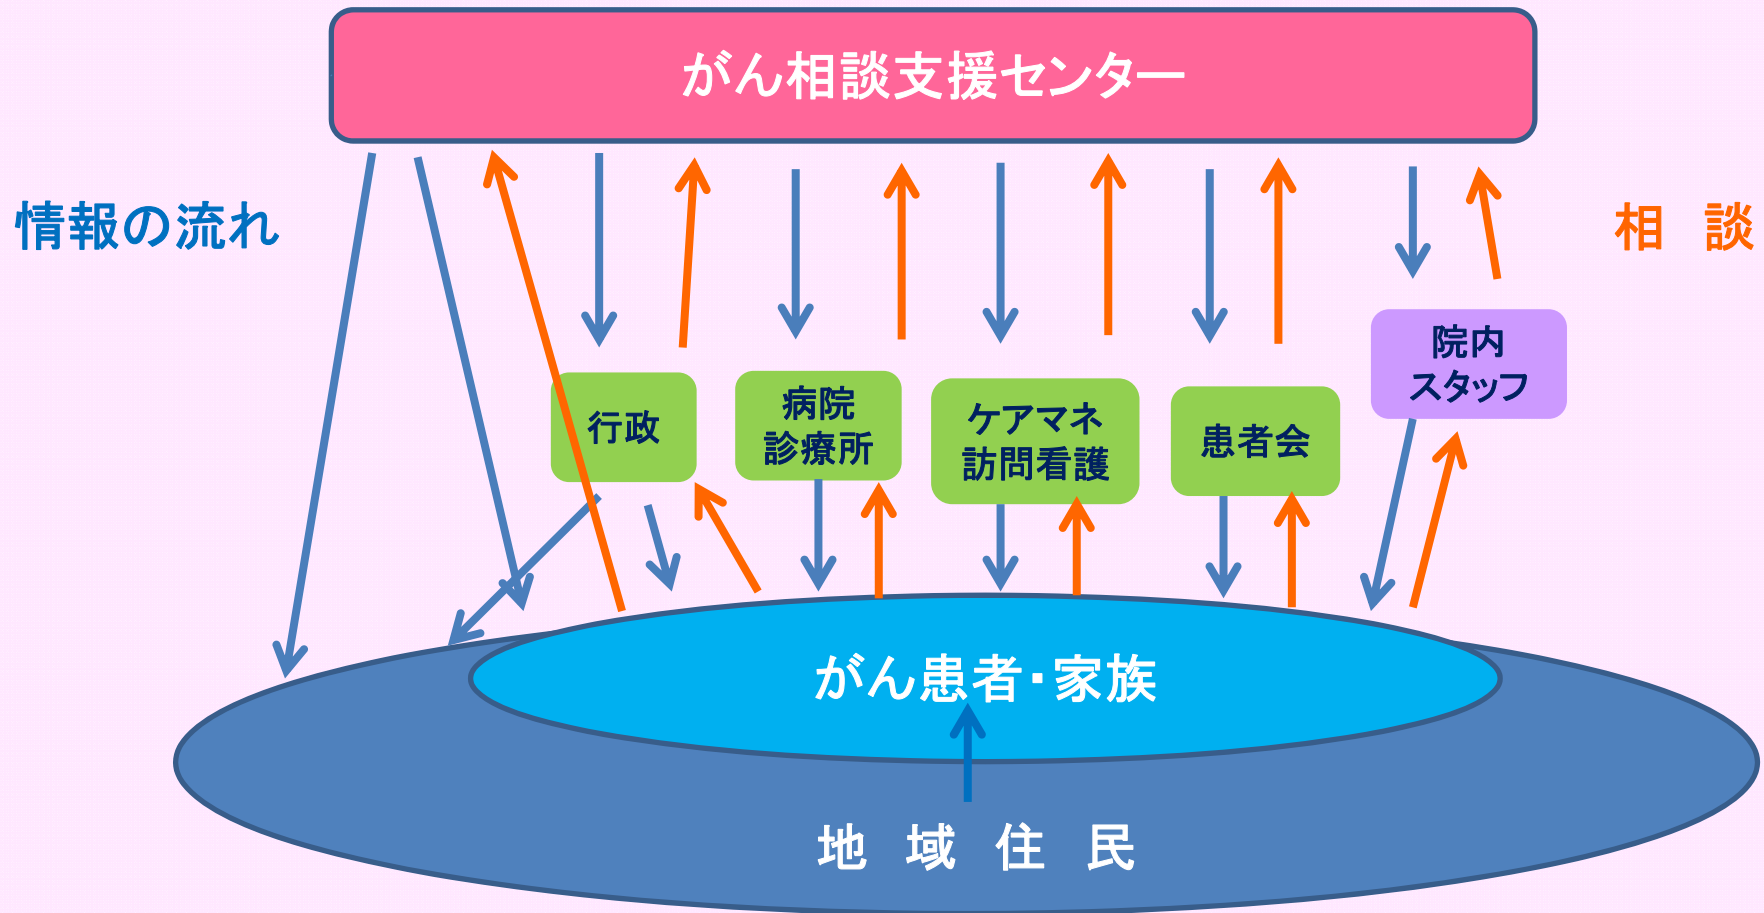 がん相談支援センター
情報の流れ
相　談
行政
病院
診療所
ケアマネ
訪問看護
患者会
院内
スタッフ
がん患者・家族
地　域　住　民